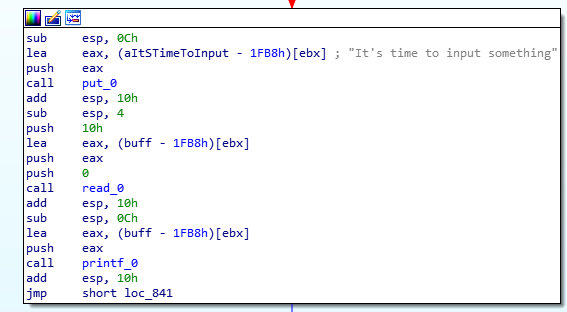 sub     esp, 0Ch
lea     eax, (aItSTimeToInput - 1FB8h)[ebx] ; "It's time to input something"
push    eax
call    put_0
add     esp, 10h
sub     esp, 4
push    10h
lea     eax, (buff - 1FB8h)[ebx]
push    eax
push    0
call    read_0
add     esp, 10h
sub     esp, 0Ch
lea     eax, (buff - 1FB8h)[ebx]
push    eax
call    printf_0
add     esp, 10h
jmp     short loc_841